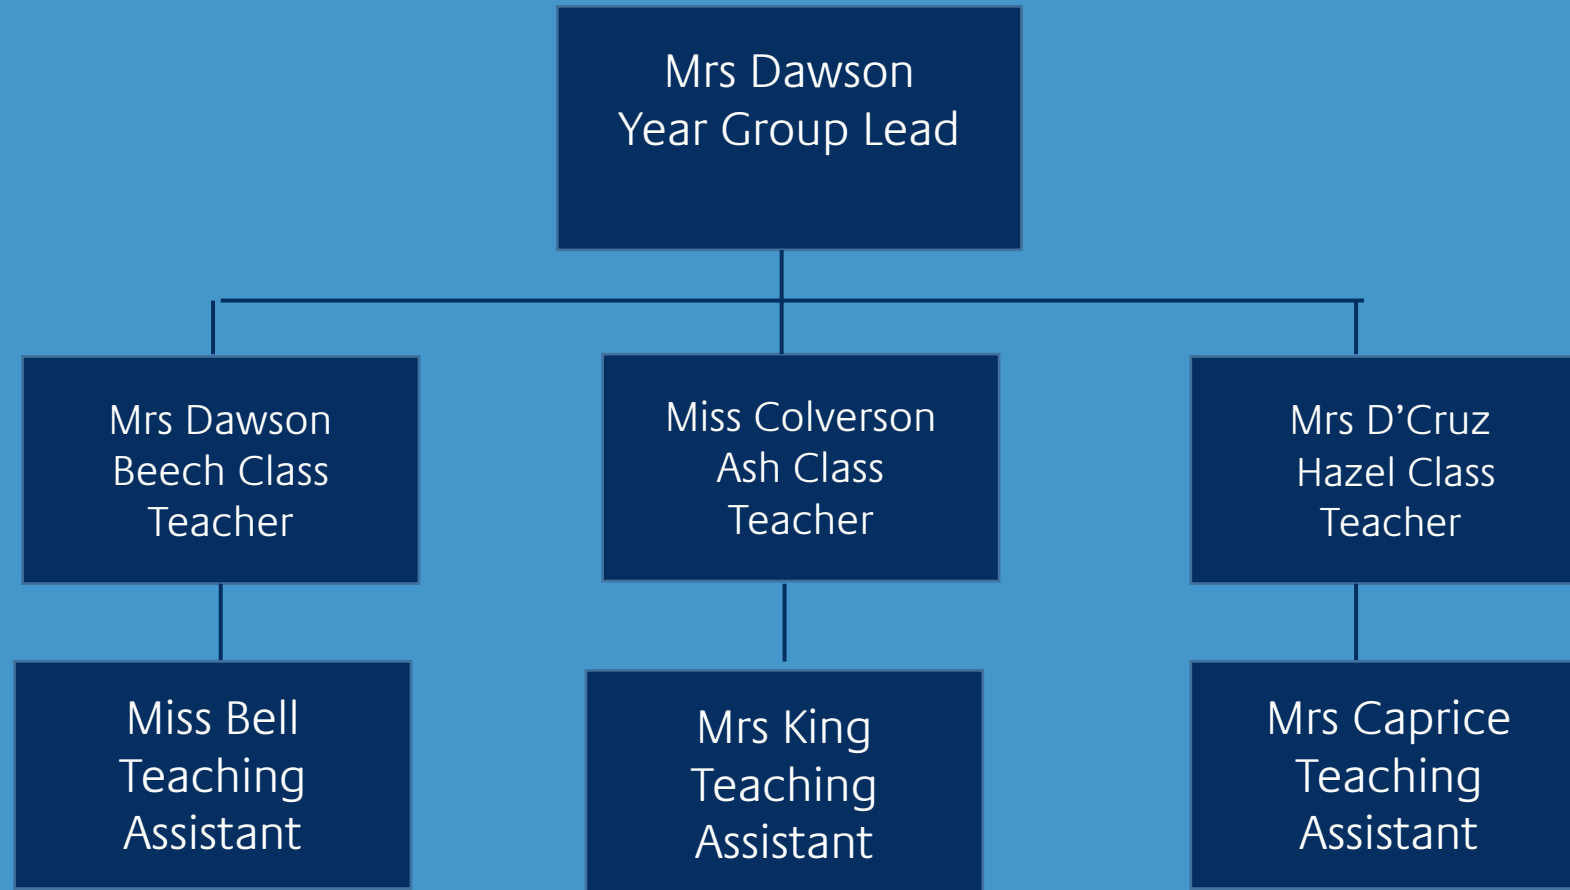 Mrs Dawson
Year Group Lead
Mrs Dawson
Beech Class
Teacher
Miss Colverson
Ash Class
Teacher
Mrs D’Cruz
Hazel Class
Teacher
Miss Bell
Teaching
Assistant
Mrs King
Teaching
Assistant
Mrs Caprice
Teaching
Assistant